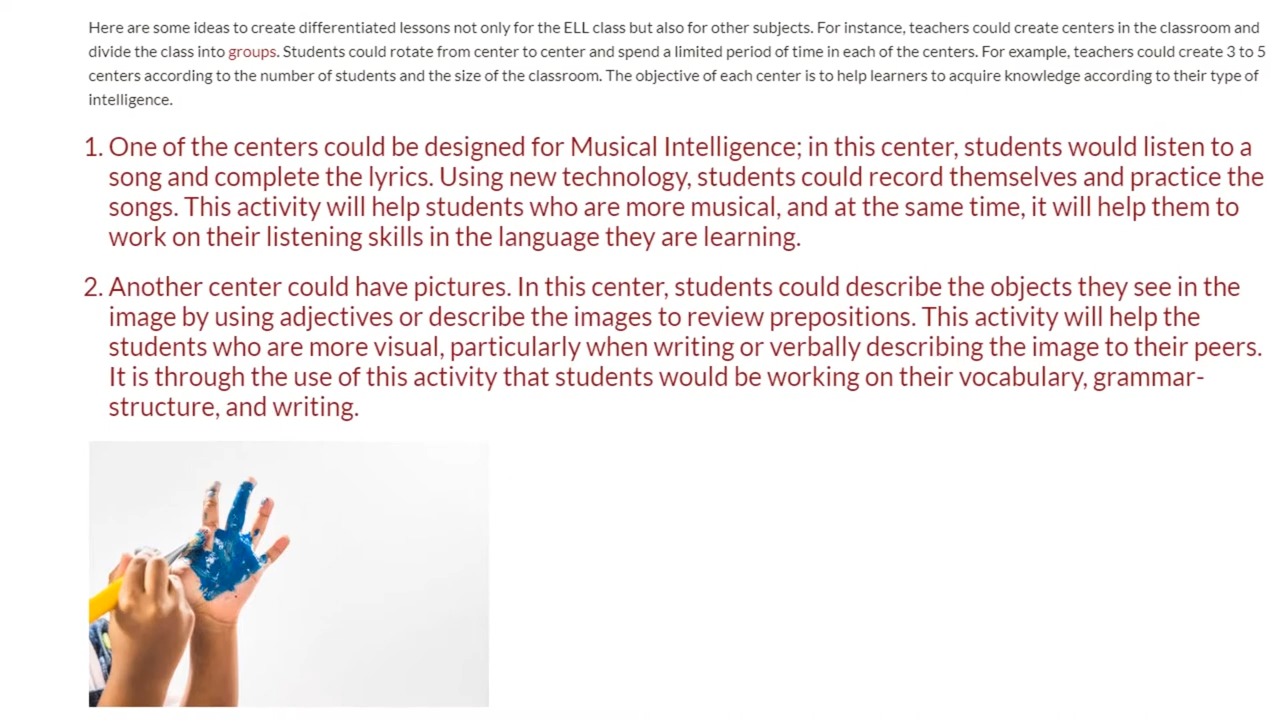 Here are some ideas to create differentiated lessons not only for the ELL class but also for other subjects. For instance, teachers could create centers in the classroom and
divide the class into groups. Students could rotate from center to center and spend a limited period of time in each of the centers. For example, teachers could create 3 to 5
centers according to the number of students and the size of the classroom. The objective of each center is to help learners to acquire knowledge according to their type of
intelligence.
1. One of the centers could be designed for Musical Intelligence; in this center, students would listen to a
song and complete the lyrics. Using new technology, students could record themselves and practice the
songs. This activity will help students who are more musical, and at the same time, it will help them to
work on their listening skills in the language they are learning.
2. Another center could have pictures. In this center, students could describe the objects they see in the
image by using adjectives or describe the images to review prepositions. This activity will help the
students who are more visual, particularly when writing or verbally describing the image to their peers.
It is through the use of this activity that students would be working on their vocabulary, grammar-
structure, and writing.